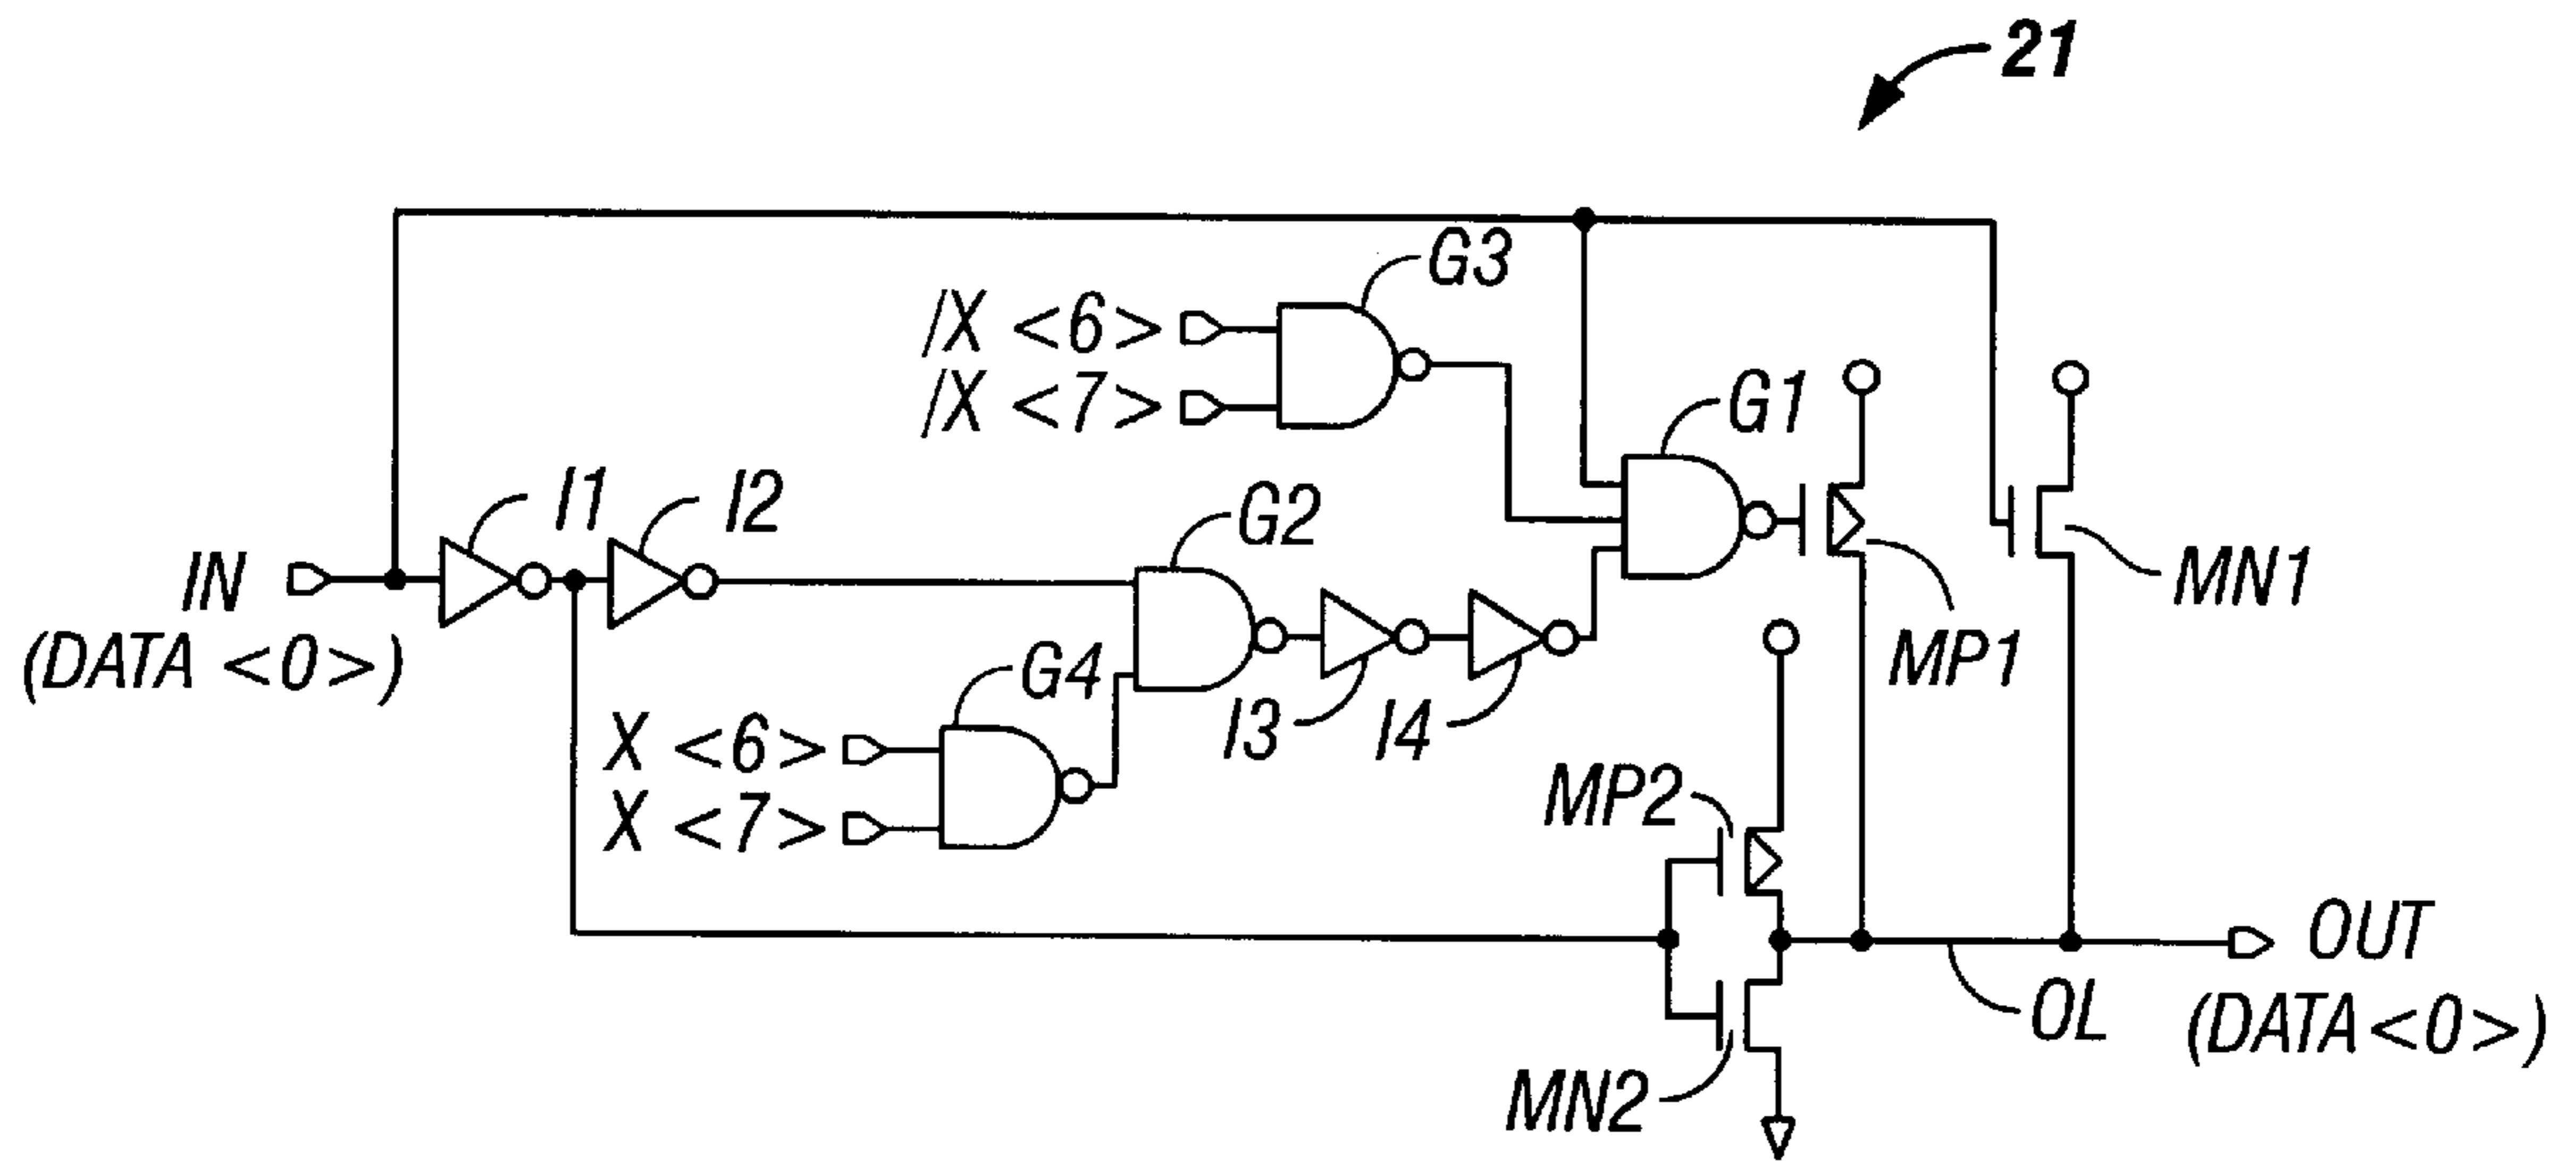 21
G3
/X <6>
/X <7>
G1
I1
I2
G2
IN
(DATA <0>)
MN1
MP1
G4
I3
I4
X <6>
X <7>
MP2
OUT
(DATA<0>)
OL
MN2